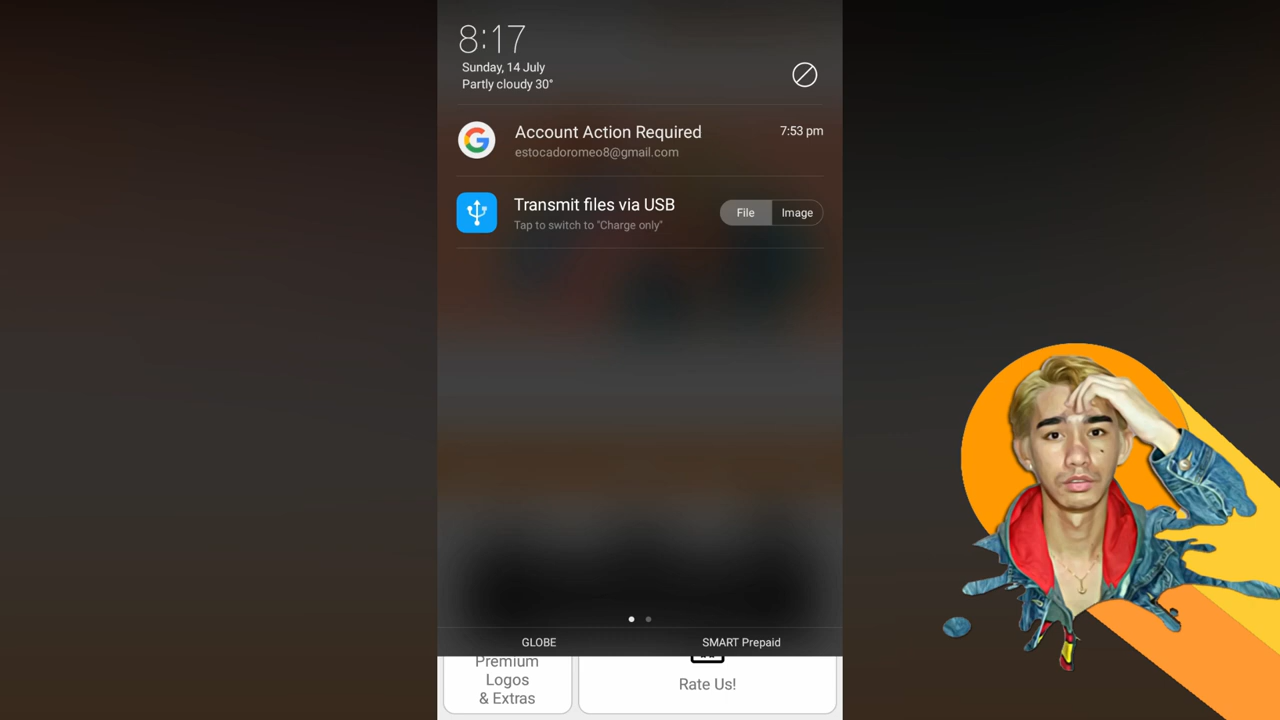 8:17
Sunday, 14 July
Partly cloudy 30°
Account Action Required
7:53 pm
estocadoromeo8@gmail.com
Transmit files via USB
File
Image
Tap to switch to "Charge only"
GLOBE
SMART Prepaid
Premium
Logos
& Extras
Rate Us!